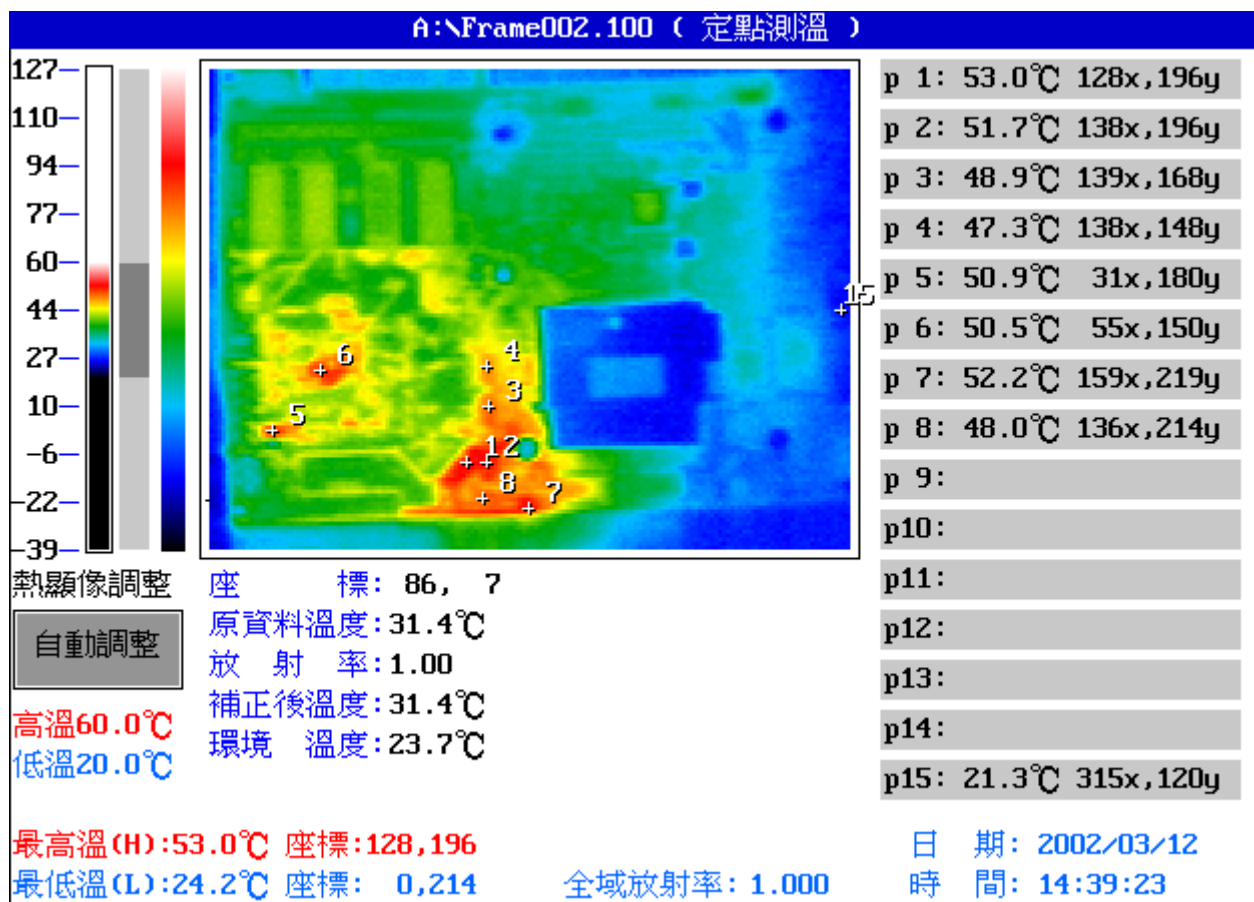 A:\Frame002.100 ( 定點測溫 )
127
110
94
77
60
44
27
10
-6
-22
-39
熱顯像調整
自動調整
高溫60.0℃
低溫20.0℃
15
6
4
3
5
12
8
7
座 標: 86, 7
原資料溫度:31.4℃
放 射 率:1.00
補正後溫度:31.4℃
環境 溫度:23.7℃
p 1: 53.0℃ 128x,196y
p 2: 51.7℃ 138x,196y
p 3: 48.9℃ 139x,168y
p 4: 47.3℃ 138x,148y
p 5: 50.9℃ 31x,180y
p 6: 50.5℃ 55x,150y
p 7: 52.2℃ 159x,219y
p 8: 48.0℃ 136x,214y
p 9:
p10:
p11:
p12:
p13:
p14:
p15: 21.3℃ 315x,120y
最高溫(H):53.0℃ 座標:128,196
最低溫(L):24.2℃ 座標: 0,214
全域放射率: 1.000
日 期: 2002/03/12
時 間: 14:39:23